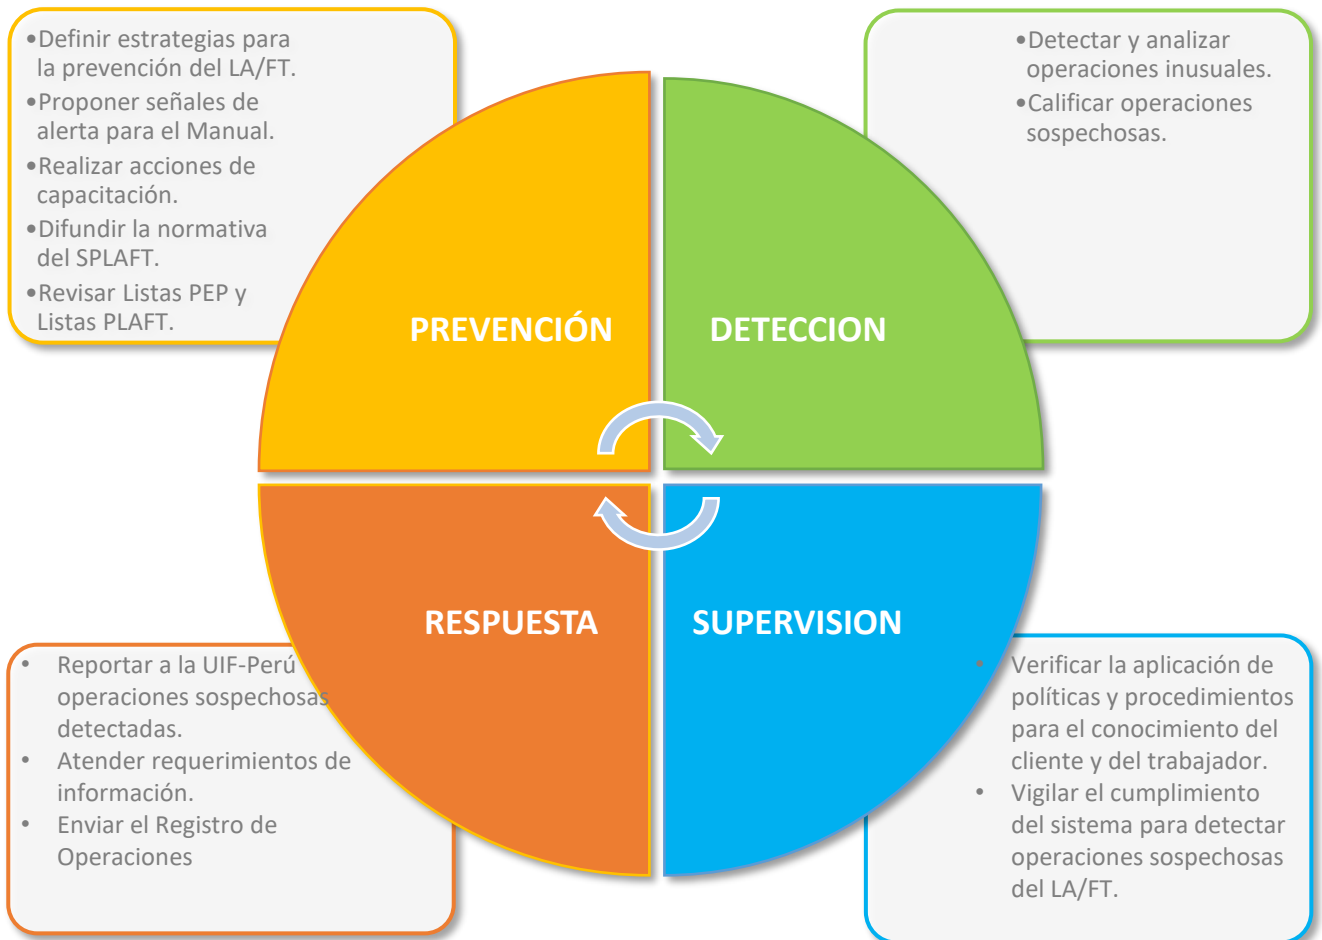 •Definir estrategias para
la prevención del LA/FT.
•Proponer señales de
alerta para el Manual.
•Realizar acciones de
capacitación.
•Difundir la normativa
del SPLAFT.
•Revisar Listas PEP y
Listas PLAFT.
•Detectar y analizar
operaciones inusuales.
•Calificar operaciones
sospechosas.
PREVENCIÓN
DETECCION
RESPUESTA
SUPERVISION
• Reportar a la UIF-Perú
operaciones sospechosas
detectadas.
• Atender requerimientos de
información.
• Enviar el Registro de
Operaciones
• Verificar la aplicación de
políticas y procedimientos
para el conocimiento del
cliente y del trabajador.
• Vigilar el cumplimiento
del sistema para detectar
operaciones sospechosas
del LA/FT.